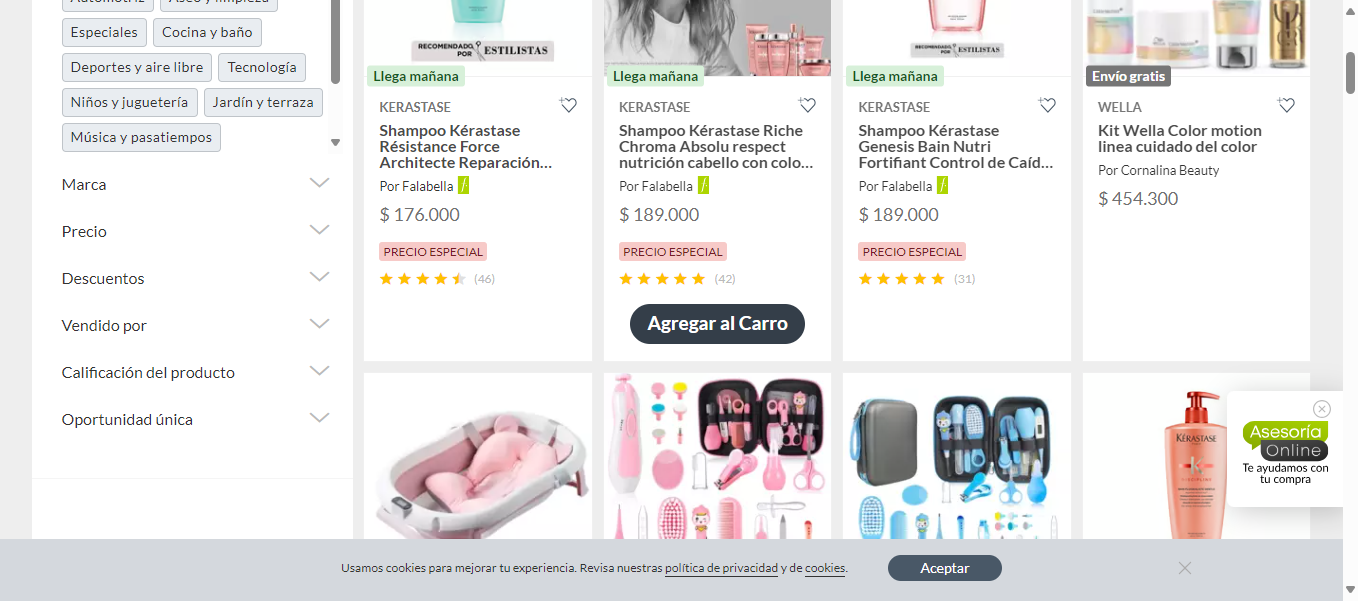 Automotriz
Aseo y limpieza
Especiales
Cocina y baño
Deportes y aire libre
Tecnología
Niños y juguetería
Jardín y terraza
Música y pasatiempos
Marca
Precio
Descuentos
Vendido por
Calificación del producto
Oportunidad única
RECOMENDADO POR ESTILISTAS
Llega mañana
KERASTASE
Shampoo Kérastase
Résistance Force
Architecte Reparación...
Por Falabella
$ 176.000
PRECIO ESPECIAL
(46)
Llega mañana
KERASTASE
Shampoo Kérastase Riche
Chroma Absolu respect
nutrición cabello con colo...
Por Falabella
$ 189.000
PRECIO ESPECIAL
(42)
Agregar al Carro
RECOMENDADO POR ESTILISTAS
Llega mañana
KERASTASE
Shampoo Kérastase
Genesis Bain Nutri
Fortifiant Control de Caíd...
Por Falabella
$ 189.000
PRECIO ESPECIAL
(31)
Envío gratis
WELLA
Kit Wella Color motion
linea cuidado del color
Por Cornalina Beauty
$ 454.300
KÉRASTASE
Asesoría
Online
Te ayudamos con
tu compra
Usamos cookies para mejorar tu experiencia. Revisa nuestras política de privacidad y de cookies.
Aceptar